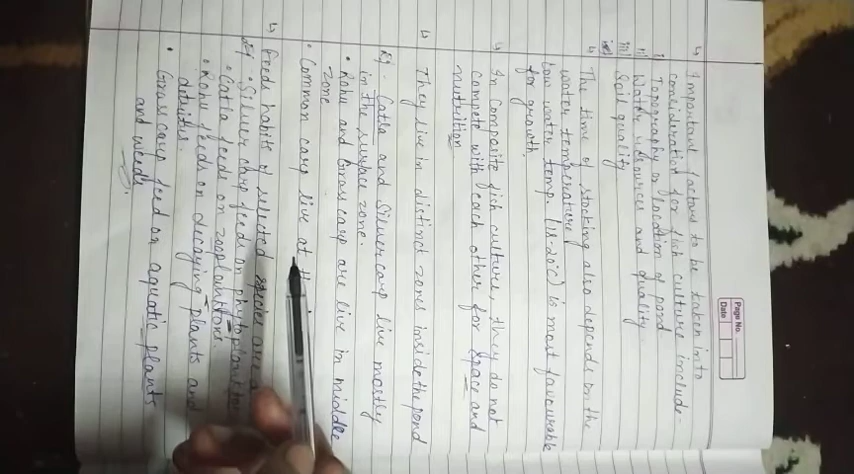 Page No.
Date
↳ Important factors to be taken into
consideration for fish culture include-
i) Topography or location of pond
ii) Water resources and quality
iii) Soil quality
↳ The time of stocking also depends on the
water temperature
Low water temp. (18-20°c) is most favourable
for growth.
↳ In Composite fish culture, they do not
compete with each other for space and
nutrition
↳ They live in distinct zones inside the pond
Eg. Catla and Silver carp live mostly
in the surface zone.
• Rohu and Grass carp are live in middle
zone
• Common carp live at
↳ Food habits of selected species are
Eg • Silver carp feeds on phytoplankto
• Catla feeds on zooplanktons.
• Rohu feeds on decaying plants and
detritus.
• Grass carp feed on aquatic plants
and weeds.